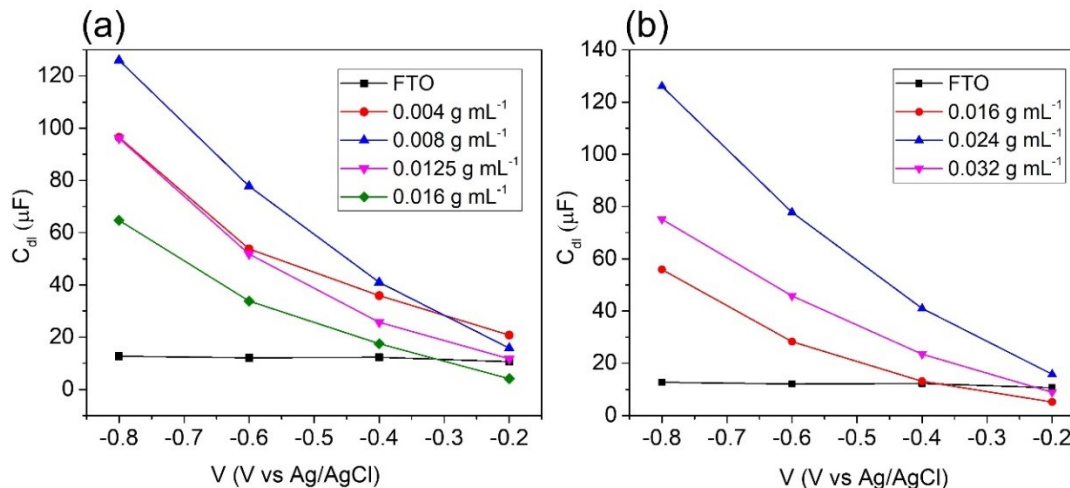 (a)
120
100
80
60
40
20
0
C_dl (μF)
-0.8 -0.7 -0.6 -0.5 -0.4 -0.3 -0.2
V (V vs Ag/AgCl)
FTO
0.004 g mL⁻¹
0.008 g mL⁻¹
0.0125 g mL⁻¹
0.016 g mL⁻¹
(b)
140
120
100
80
60
40
20
0
C_dl (μF)
-0.8 -0.7 -0.6 -0.5 -0.4 -0.3 -0.2
V (V vs Ag/AgCl)
FTO
0.016 g mL⁻¹
0.024 g mL⁻¹
0.032 g mL⁻¹